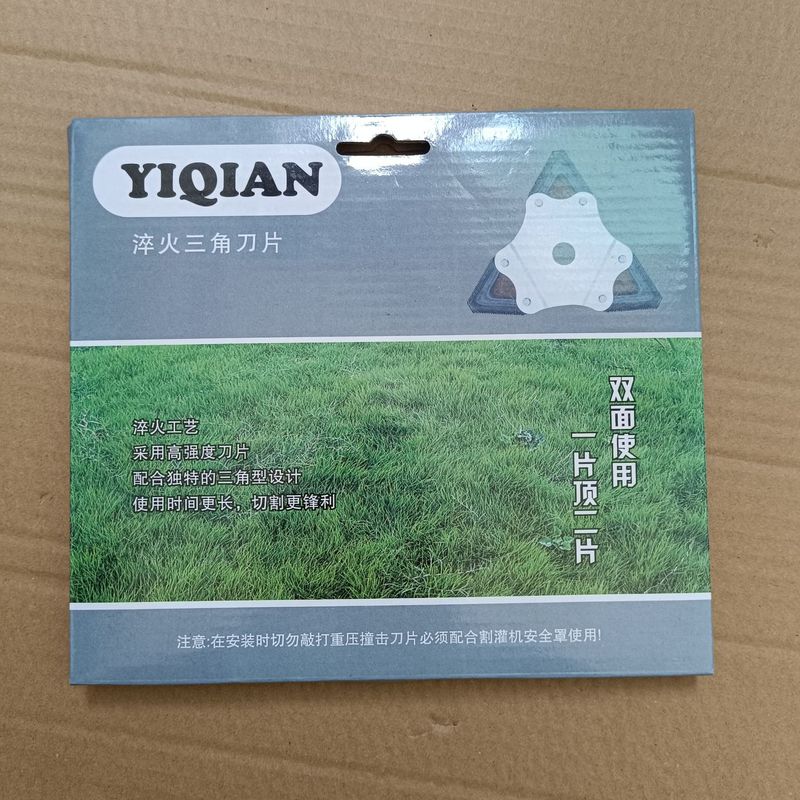 YIQIAN
淬火三角刀片
双面使用
一片顶二片
淬火工艺
采用高强度刀片
配合独特的三角型设计
使用时间更长，切割更锋利
注意:在安装时切勿敲打重压撞击刀片必须配合割灌机安全罩使用!